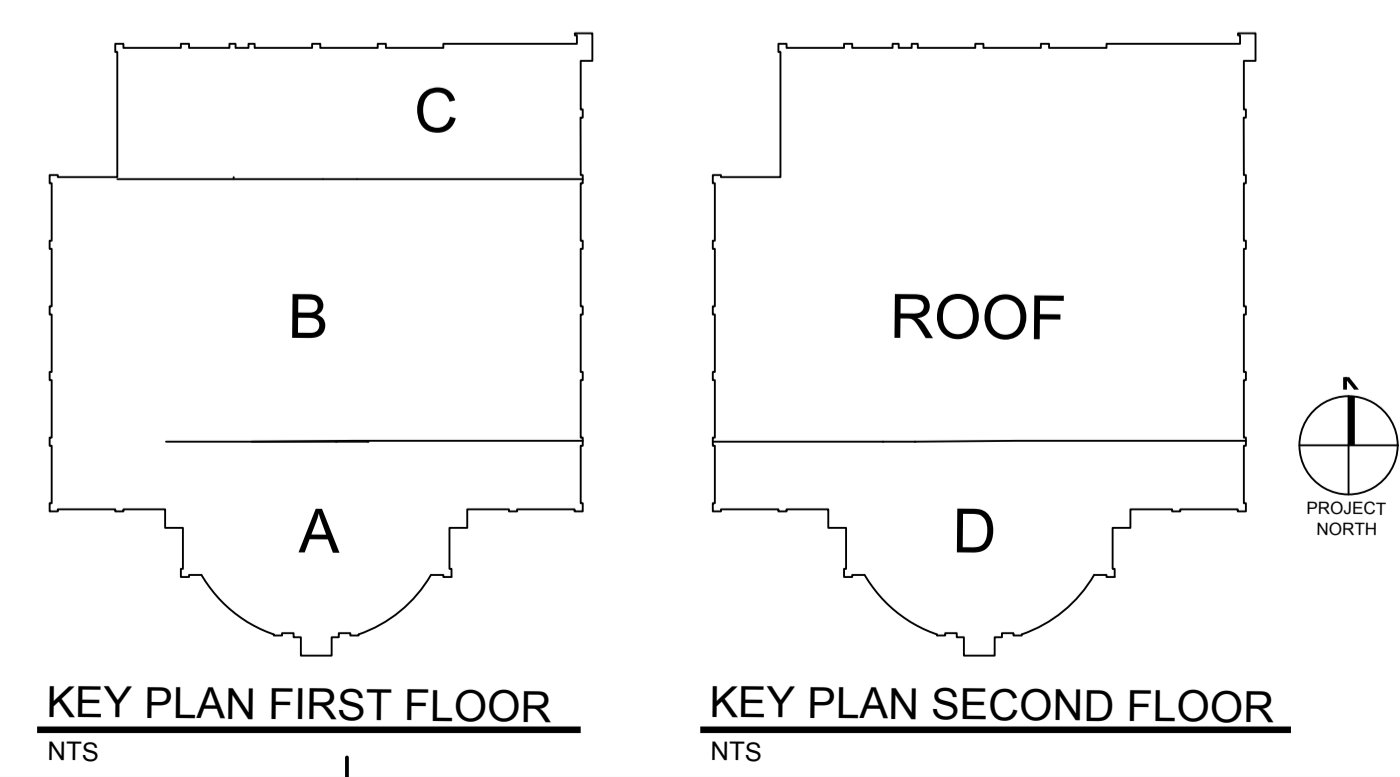 C
B
A
KEY PLAN FIRST FLOOR
NTS
ROOF
D
KEY PLAN SECOND FLOOR
NTS
N
PROJECT
NORTH